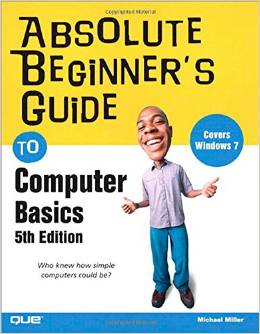 ABSOLUTE
BEGINNER'S
GUIDE
TO
Covers
Windows 7
Computer
Basics
5th Edition
Who knew how simple
computers could be?
QUE
Michael Miller